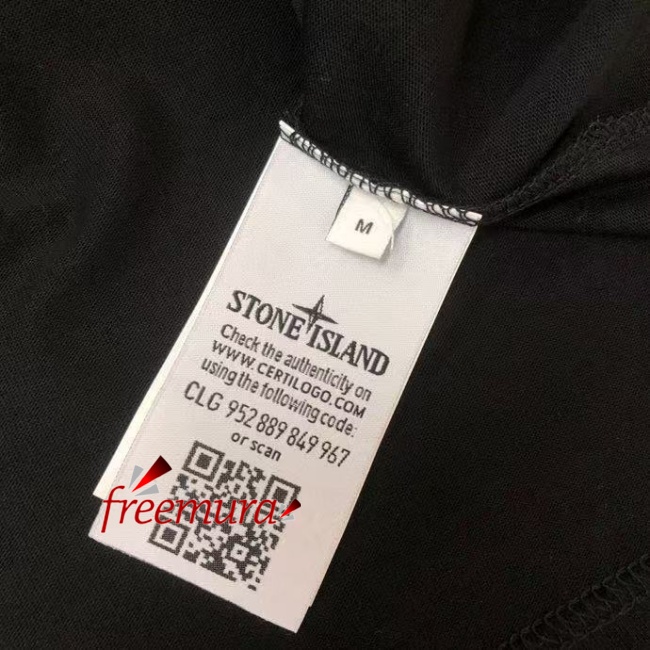 M
STONE ISLAND
Check the authenticity on
WWW.CERTILOGO.COM
using the following code:
CLG 952 889 849 967
or scan
freemura